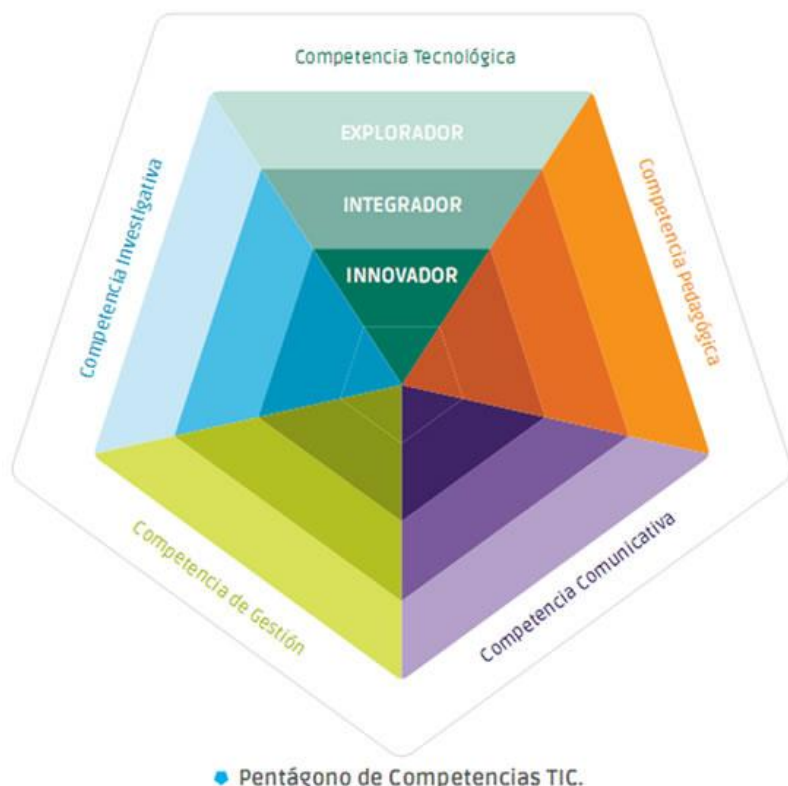 Competencia Tecnológica
EXPLORADOR
INTEGRADOR
INNOVADOR
Competencia Investigativa
Competencia Pedagógica
Competencia de Gestión
Competencia Comunicativa
Pentágono de Competencias TIC.